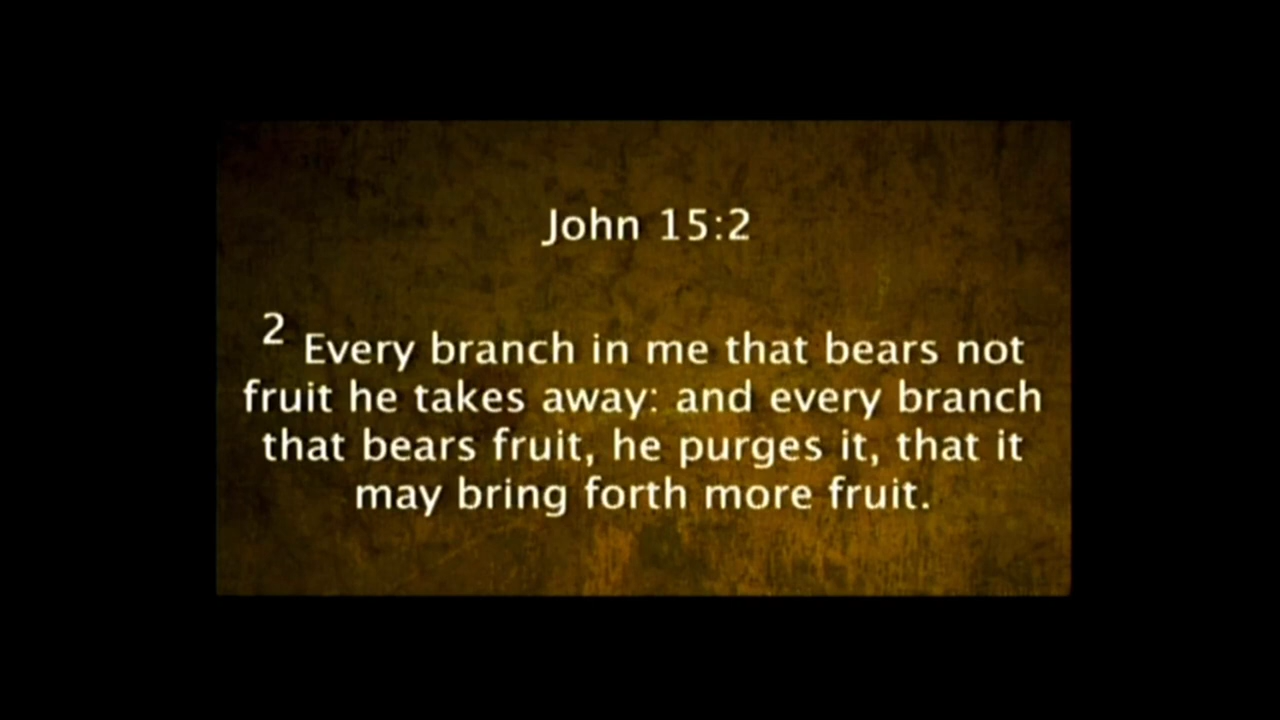 John 15:2
2 Every branch in me that bears not
fruit he takes away: and every branch
that bears fruit, he purges it, that it
may bring forth more fruit.